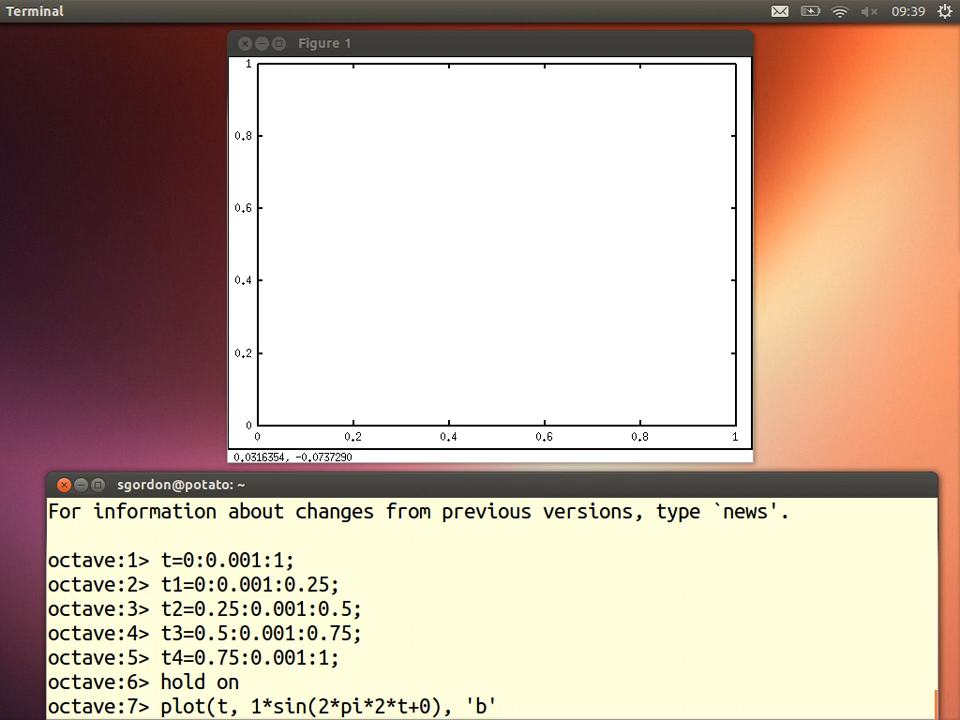 Terminal
09:39
Figure 1
1
0.8
0.6
0.4
0.2
0
0 0.2 0.4 0.6 0.8 1
0.0316354, -0.0737290
sgordon@potato: ~
For information about changes from previous versions, type `news'.
octave:1> t=0:0.001:1;
octave:2> t1=0:0.001:0.25;
octave:3> t2=0.25:0.001:0.5;
octave:4> t3=0.5:0.001:0.75;
octave:5> t4=0.75:0.001:1;
octave:6> hold on
octave:7> plot(t, 1*sin(2*pi*2*t+0), 'b'